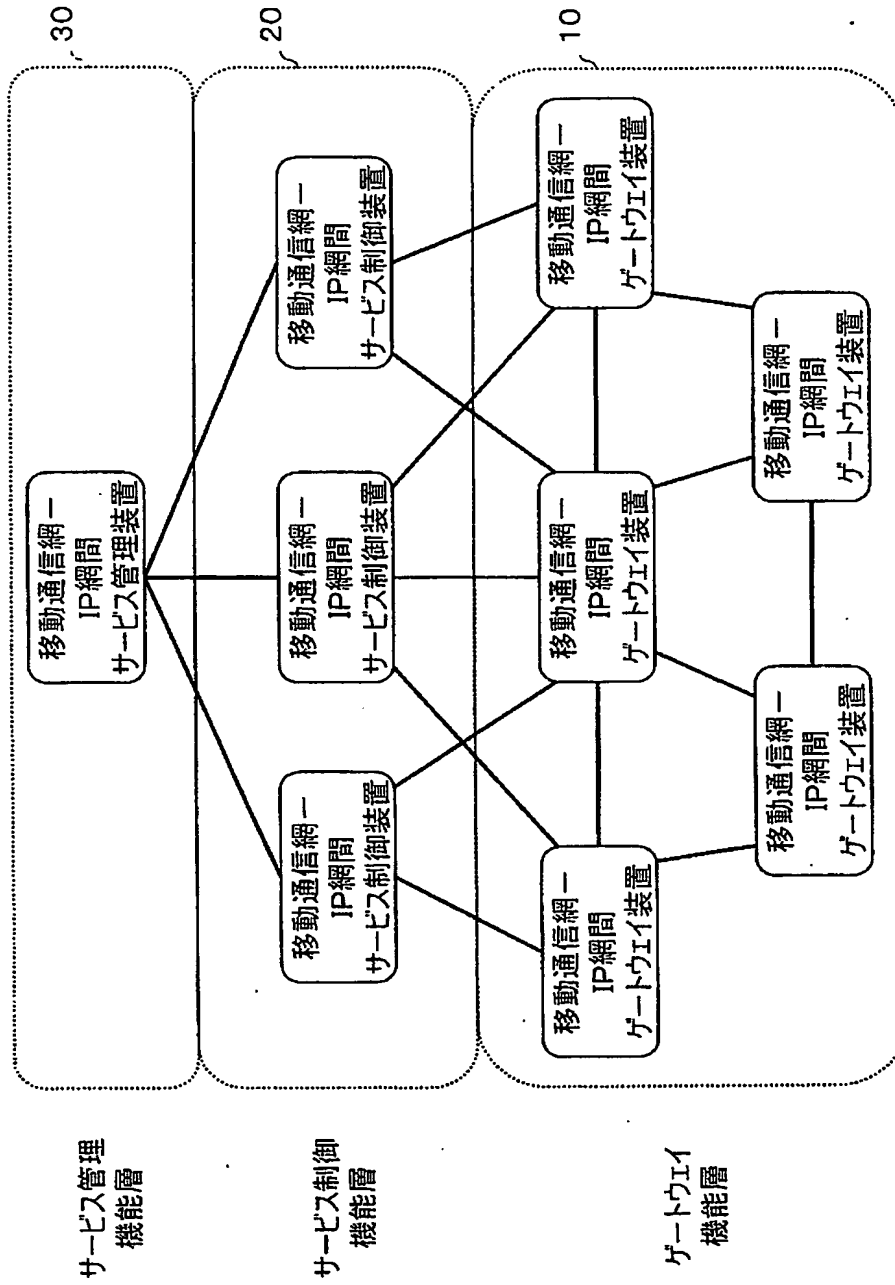 サービス管理
機能層
移動通信網ー
IP網間
サービス管理装置
30
サービス制御
機能層
移動通信網ー
IP網間
サービス制御装置
移動通信網ー
IP網間
サービス制御装置
移動通信網ー
IP網間
サービス制御装置
20
ゲートウェイ
機能層
移動通信網ー
IP網間
ゲートウェイ装置
移動通信網ー
IP網間
ゲートウェイ装置
移動通信網ー
IP網間
ゲートウェイ装置
移動通信網ー
IP網間
ゲートウェイ装置
移動通信網ー
IP網間
ゲートウェイ装置
10